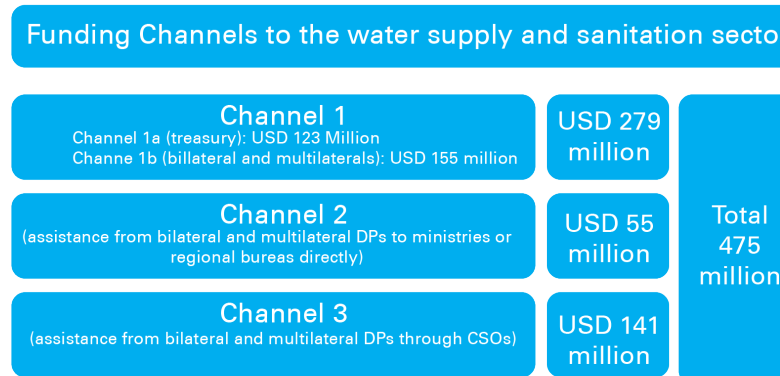 Funding Channels to the water supply and sanitation secto
Channel 1
Channel 1a (treasury): USD 123 Million
Channe 1b (billateral and multilaterals): USD 155 million
USD 279
million
Channel 2
(assistance from bilateral and multilateral DPs to ministries or
regional bureas directly)
USD 55
million
Channel 3
(assistance from bilateral and multilateral DPs through CSOs)
USD 141
million
Total
475
million